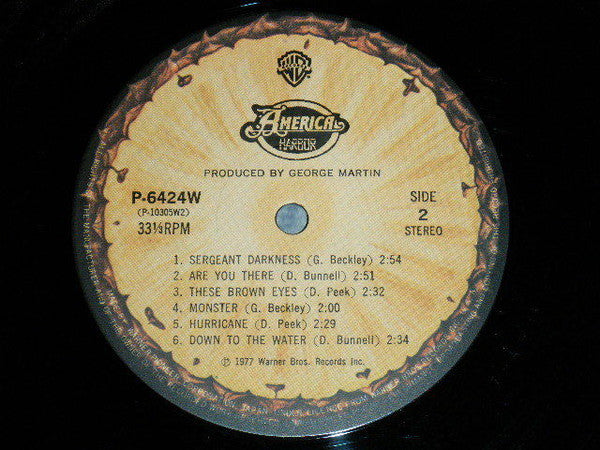 AMERICA
HARBOR
PRODUCED BY GEORGE MARTIN
P-6424W
(P-10305W2)
33⅓RPM
SIDE
2
STEREO
1. SERGEANT DARKNESS (G. Beckley) 2:54
2. ARE YOU THERE (D. Bunnell) 2:51
3. THESE BROWN EYES (D. Peek) 2:32
4. MONSTER (G. Beckley) 2:00
5. HURRICANE (D. Peek) 2:29
6. DOWN TO THE WATER (D. Bunnell) 2:34
℗ 1977 Warner Bros. Records Inc.